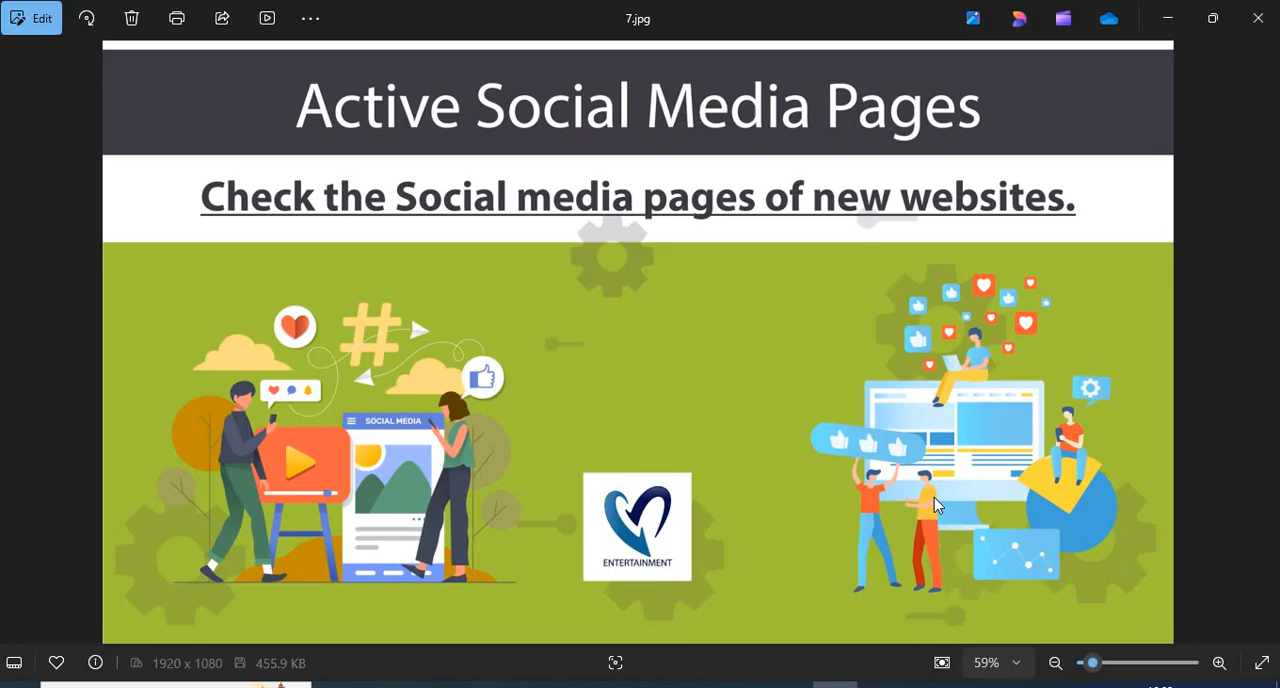 Edit
7.jpg
Active Social Media Pages
Check the Social media pages of new websites.
SOCIAL MEDIA
ENTERTAINMENT
1920 x 1080
455.9 KB
59%